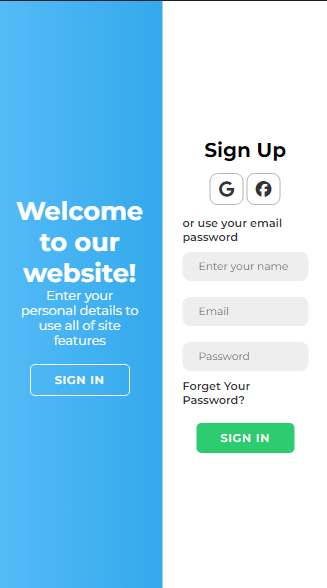 Welcome
to our
website!
Enter your
personal details to
use all of site
features
SIGN IN
Sign Up
G
or use your email
password
Enter your name
Email
Password
Forget Your
Password?
SIGN IN